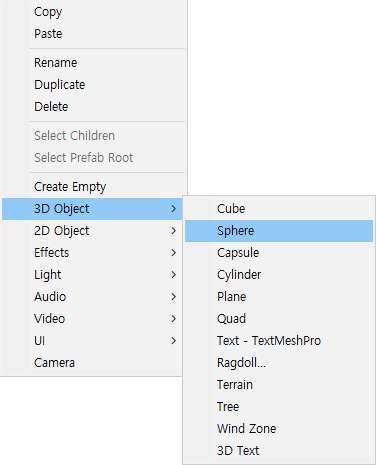 Copy
Paste
Rename
Duplicate
Delete
Select Children
Select Prefab Root
Create Empty
3D Object
2D Object
Effects
Light
Audio
Video
UI
Camera
Cube
Sphere
Capsule
Cylinder
Plane
Quad
Text - TextMeshPro
Ragdoll...
Terrain
Tree
Wind Zone
3D Text